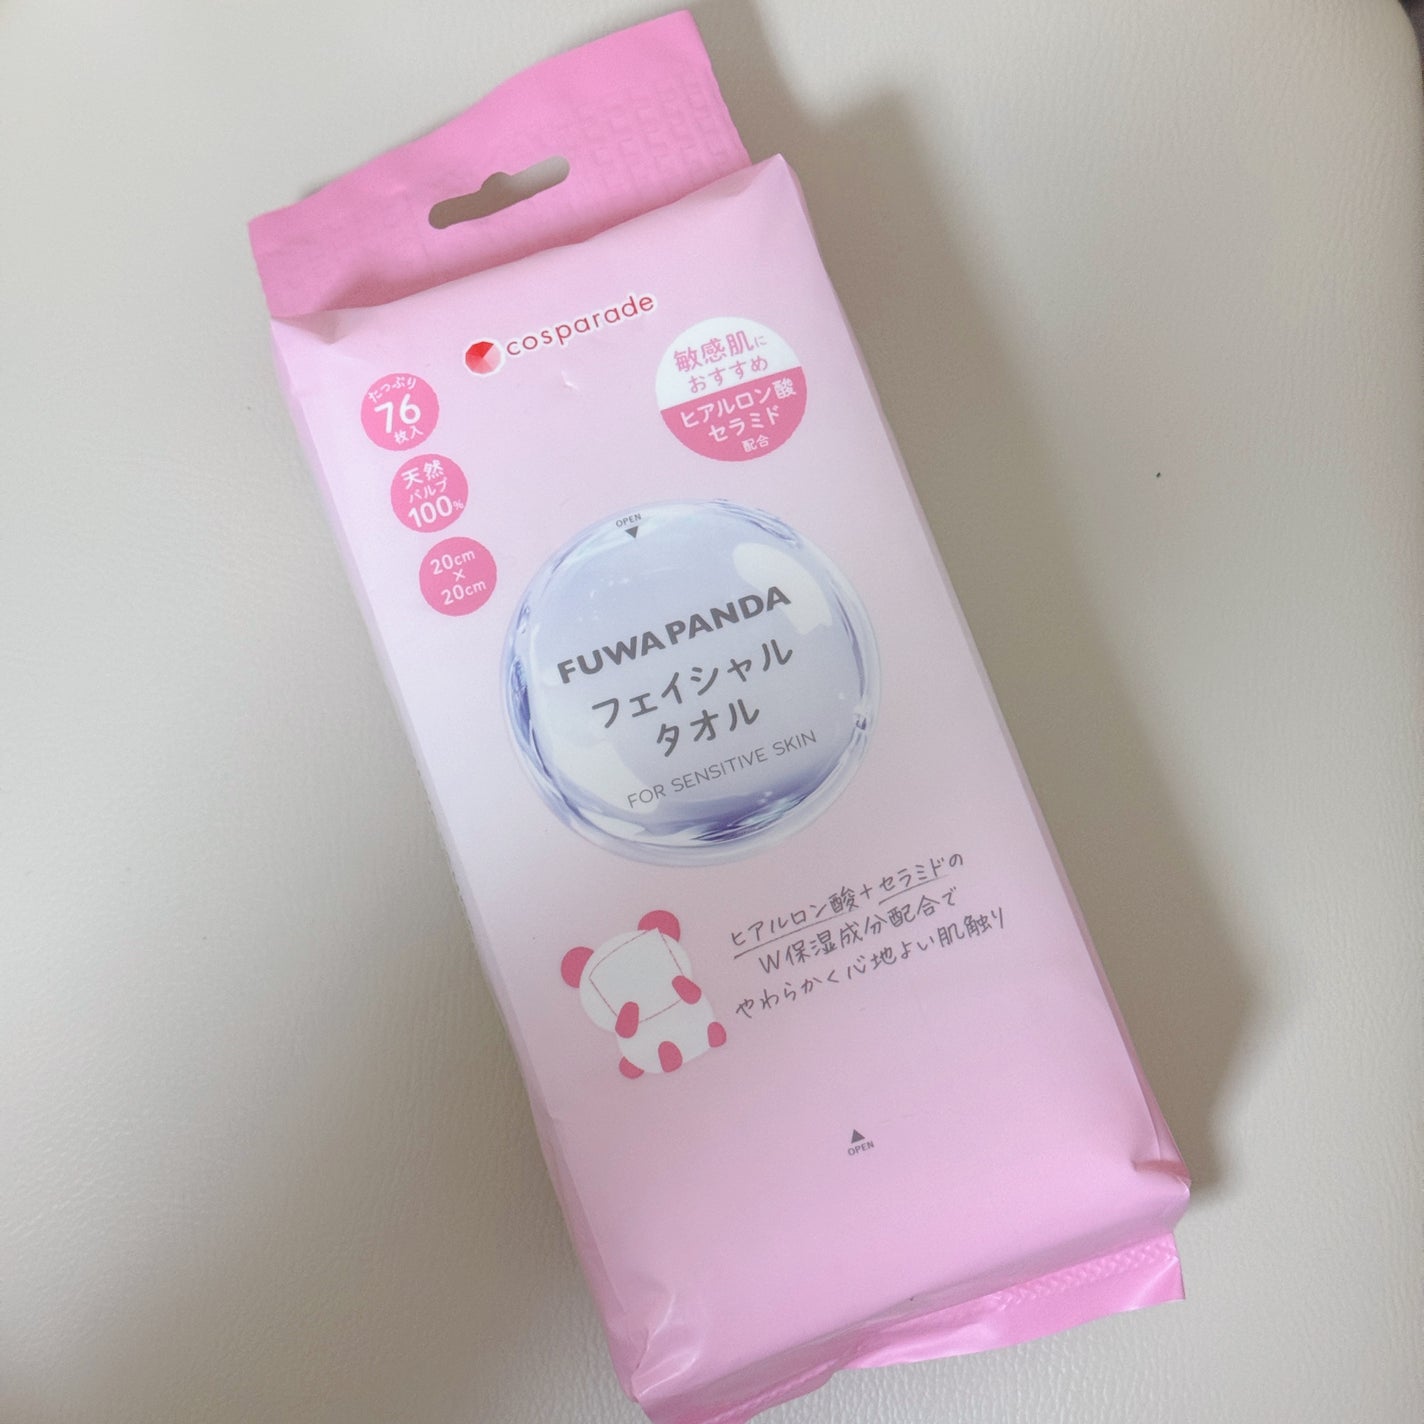 cosparade
たっぷり
76
枚入
天然
パルプ
100%
20cm
×
20cm
敏感肌に
おすすめ
ヒアルロン酸
セラミド
配合
OPEN
FUWAPANDA
フェイシャル
タオル
FOR SENSITIVE SKIN
ヒアルロン酸+セラミドの
W保湿成分配合で
やわらかく心地よい肌触り
OPEN